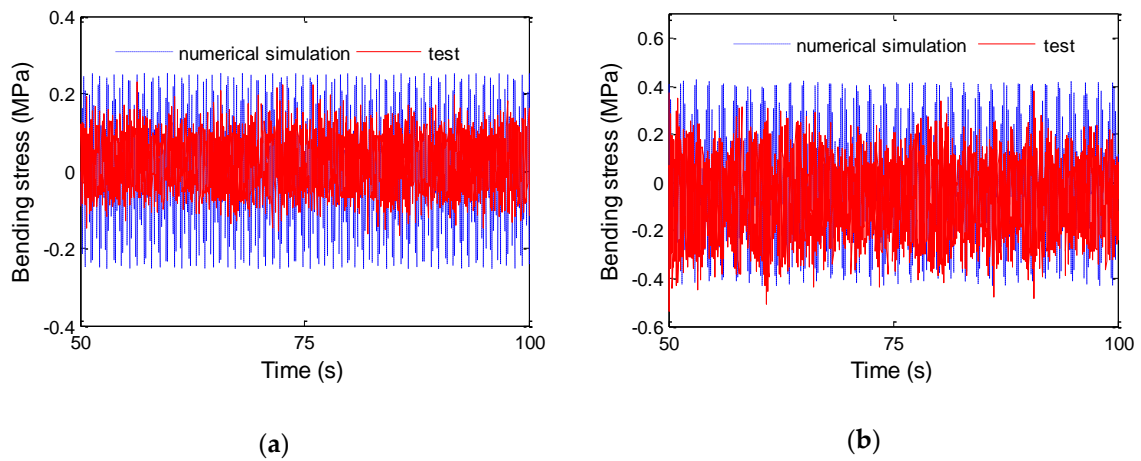 0.4
numerical simulation test
0.2
0
-0.2
-0.4
50 75 100
Bending stress (MPa)
Time (s)
(a)
0.6
numerical simulation test
0.4
0.2
0
-0.2
-0.4
-0.6
50 75 100
Bending stress (MPa)
Time (s)
(b)